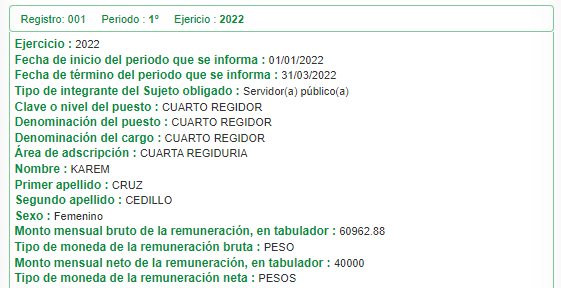 Registro: 001 Periodo : 1º Ejericio : 2022
Ejercicio : 2022
Fecha de inicio del periodo que se informa : 01/01/2022
Fecha de término del periodo que se informa : 31/03/2022
Tipo de integrante del Sujeto obligado : Servidor(a) público(a)
Clave o nivel del puesto : CUARTO REGIDOR
Denominación del puesto : CUARTO REGIDOR
Denominación del cargo : CUARTO REGIDOR
Área de adscripción : CUARTA REGIDURIA
Nombre : KAREM
Primer apellido : CRUZ
Segundo apellido : CEDILLO
Sexo : Femenino
Monto mensual bruto de la remuneración, en tabulador : 60962.88
Tipo de moneda de la remuneración bruta : PESO
Monto mensual neto de la remuneración, en tabulador : 40000
Tipo de moneda de la remuneración neta : PESOS